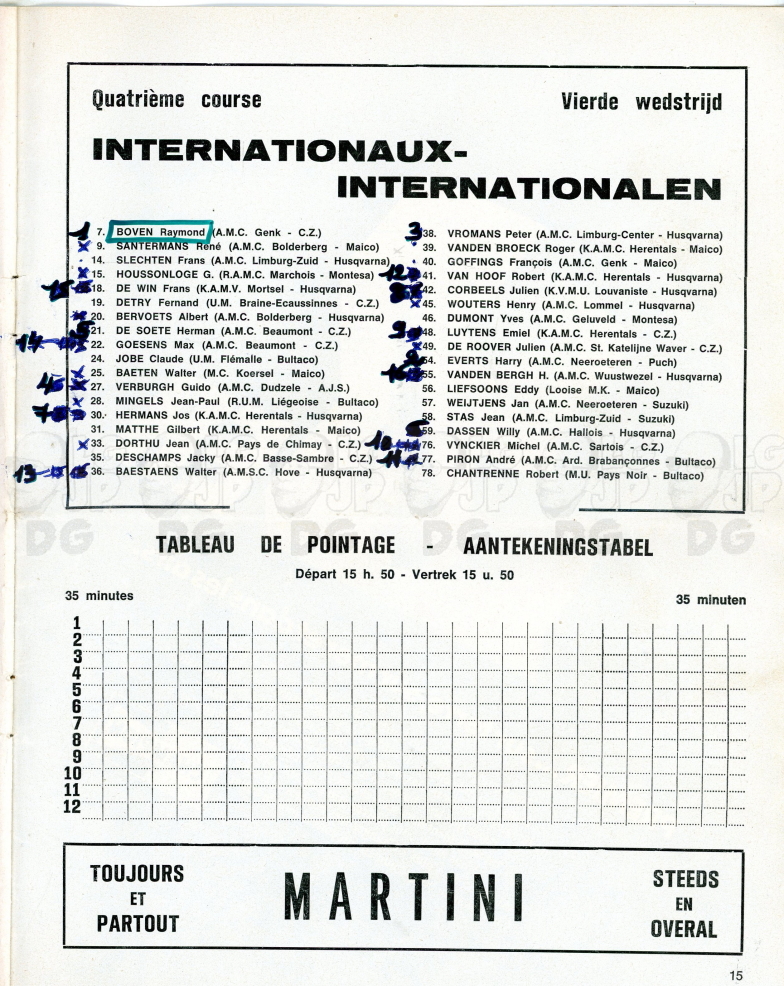 Quatrième course
Vierde wedstrijd
INTERNATIONAUX-
INTERNATIONALEN
1 7. BOVEN Raymond (A.M.C. Genk - C.Z.)
9. SANTERMANS René (A.M.C. Bolderberg - Maico)
14. SLECHTEN Frans (A.M.C. Limburg-Zuid - Husqvarna)
15. HOUSSONLOGE G. (R.A.M.C. Marchois - Montesa)
18. DE WIN Frans (K.A.M.V. Mortsel - Husqvarna)
19. DETRY Fernand (U.M. Braine-Ecaussinnes - C.Z.)
20. BERVOETS Albert (A.M.C. Bolderberg - Husqvarna)
21. DE SOETE Herman (A.M.C. Beaumont - C.Z.)
14 22. GOESENS Max (A.M.C. Beaumont - C.Z.)
24. JOBE Claude (U.M. Flémalle - Bultaco)
25. BAETEN Walter (M.C. Koersel - Maico)
4 27. VERBURGH Guido (A.M.C. Dudzele - A.J.S.)
28. MINGELS Jean-Paul (R.U.M. Liégeoise - Bultaco)
7 30. HERMANS Jos (K.A.M.C. Herentals - Husqvarna)
31. MATTHE Gilbert (K.A.M.C. Herentals - Maico)
33. DORTHU Jean (A.M.C. Pays de Chimay - C.Z.)
35. DESCHAMPS Jacky (A.M.C. Basse-Sambre - C.Z.)
13 36. BAESTAENS Walter (A.M.S.C. Hove - Husqvarna)
3 38. VROMANS Peter (A.M.C. Limburg-Center - Husqvarna)
39. VANDEN BROECK Roger (K.A.M.C. Herentals - Maico)
40. GOFFINGS François (A.M.C. Genk - Maico)
12 41. VAN HOOF Robert (K.A.M.C. Herentals - Husqvarna)
42. CORBEELS Julien (K.V.M.U. Louvaniste - Husqvarna)
45. WOUTERS Henry (A.M.C. Lommel - Husqvarna)
46. DUMONT Yves (A.M.C. Geluveld - Montesa)
9 48. LUYTENS Emiel (K.A.M.C. Herentals - C.Z.)
49. DE ROOVER Julien (A.M.C. St. Katelijne Waver - C.Z.)
54. EVERTS Harry (A.M.C. Neeroeteren - Puch)
55. VANDEN BERGH H. (A.M.C. Wuustwezel - Husqvarna)
56. LIEFSOONS Eddy (Looise M.K. - Maico)
57. WEIJTJENS Jan (A.M.C. Neeroeteren - Suzuki)
58. STAS Jean (A.M.C. Limburg-Zuid - Suzuki)
59. DASSEN Willy (A.M.C. Hallois - Husqvarna)
10 76. VYNCKIER Michel (A.M.C. Sartois - C.Z.)
11 77. PIRON André (A.M.C. Ard. Brabançonnes - Bultaco)
78. CHANTRENNE Robert (M.U. Pays Noir - Bultaco)
TABLEAU DE POINTAGE - AANTEKENINGSTABEL
Départ 15 h. 50 - Vertrek 15 u. 50
35 minutes
35 minuten
1
2
3
4
5
6
7
8
9
10
11
12
TOUJOURS
ET
PARTOUT
MARTINI
STEEDS
EN
OVERAL
15